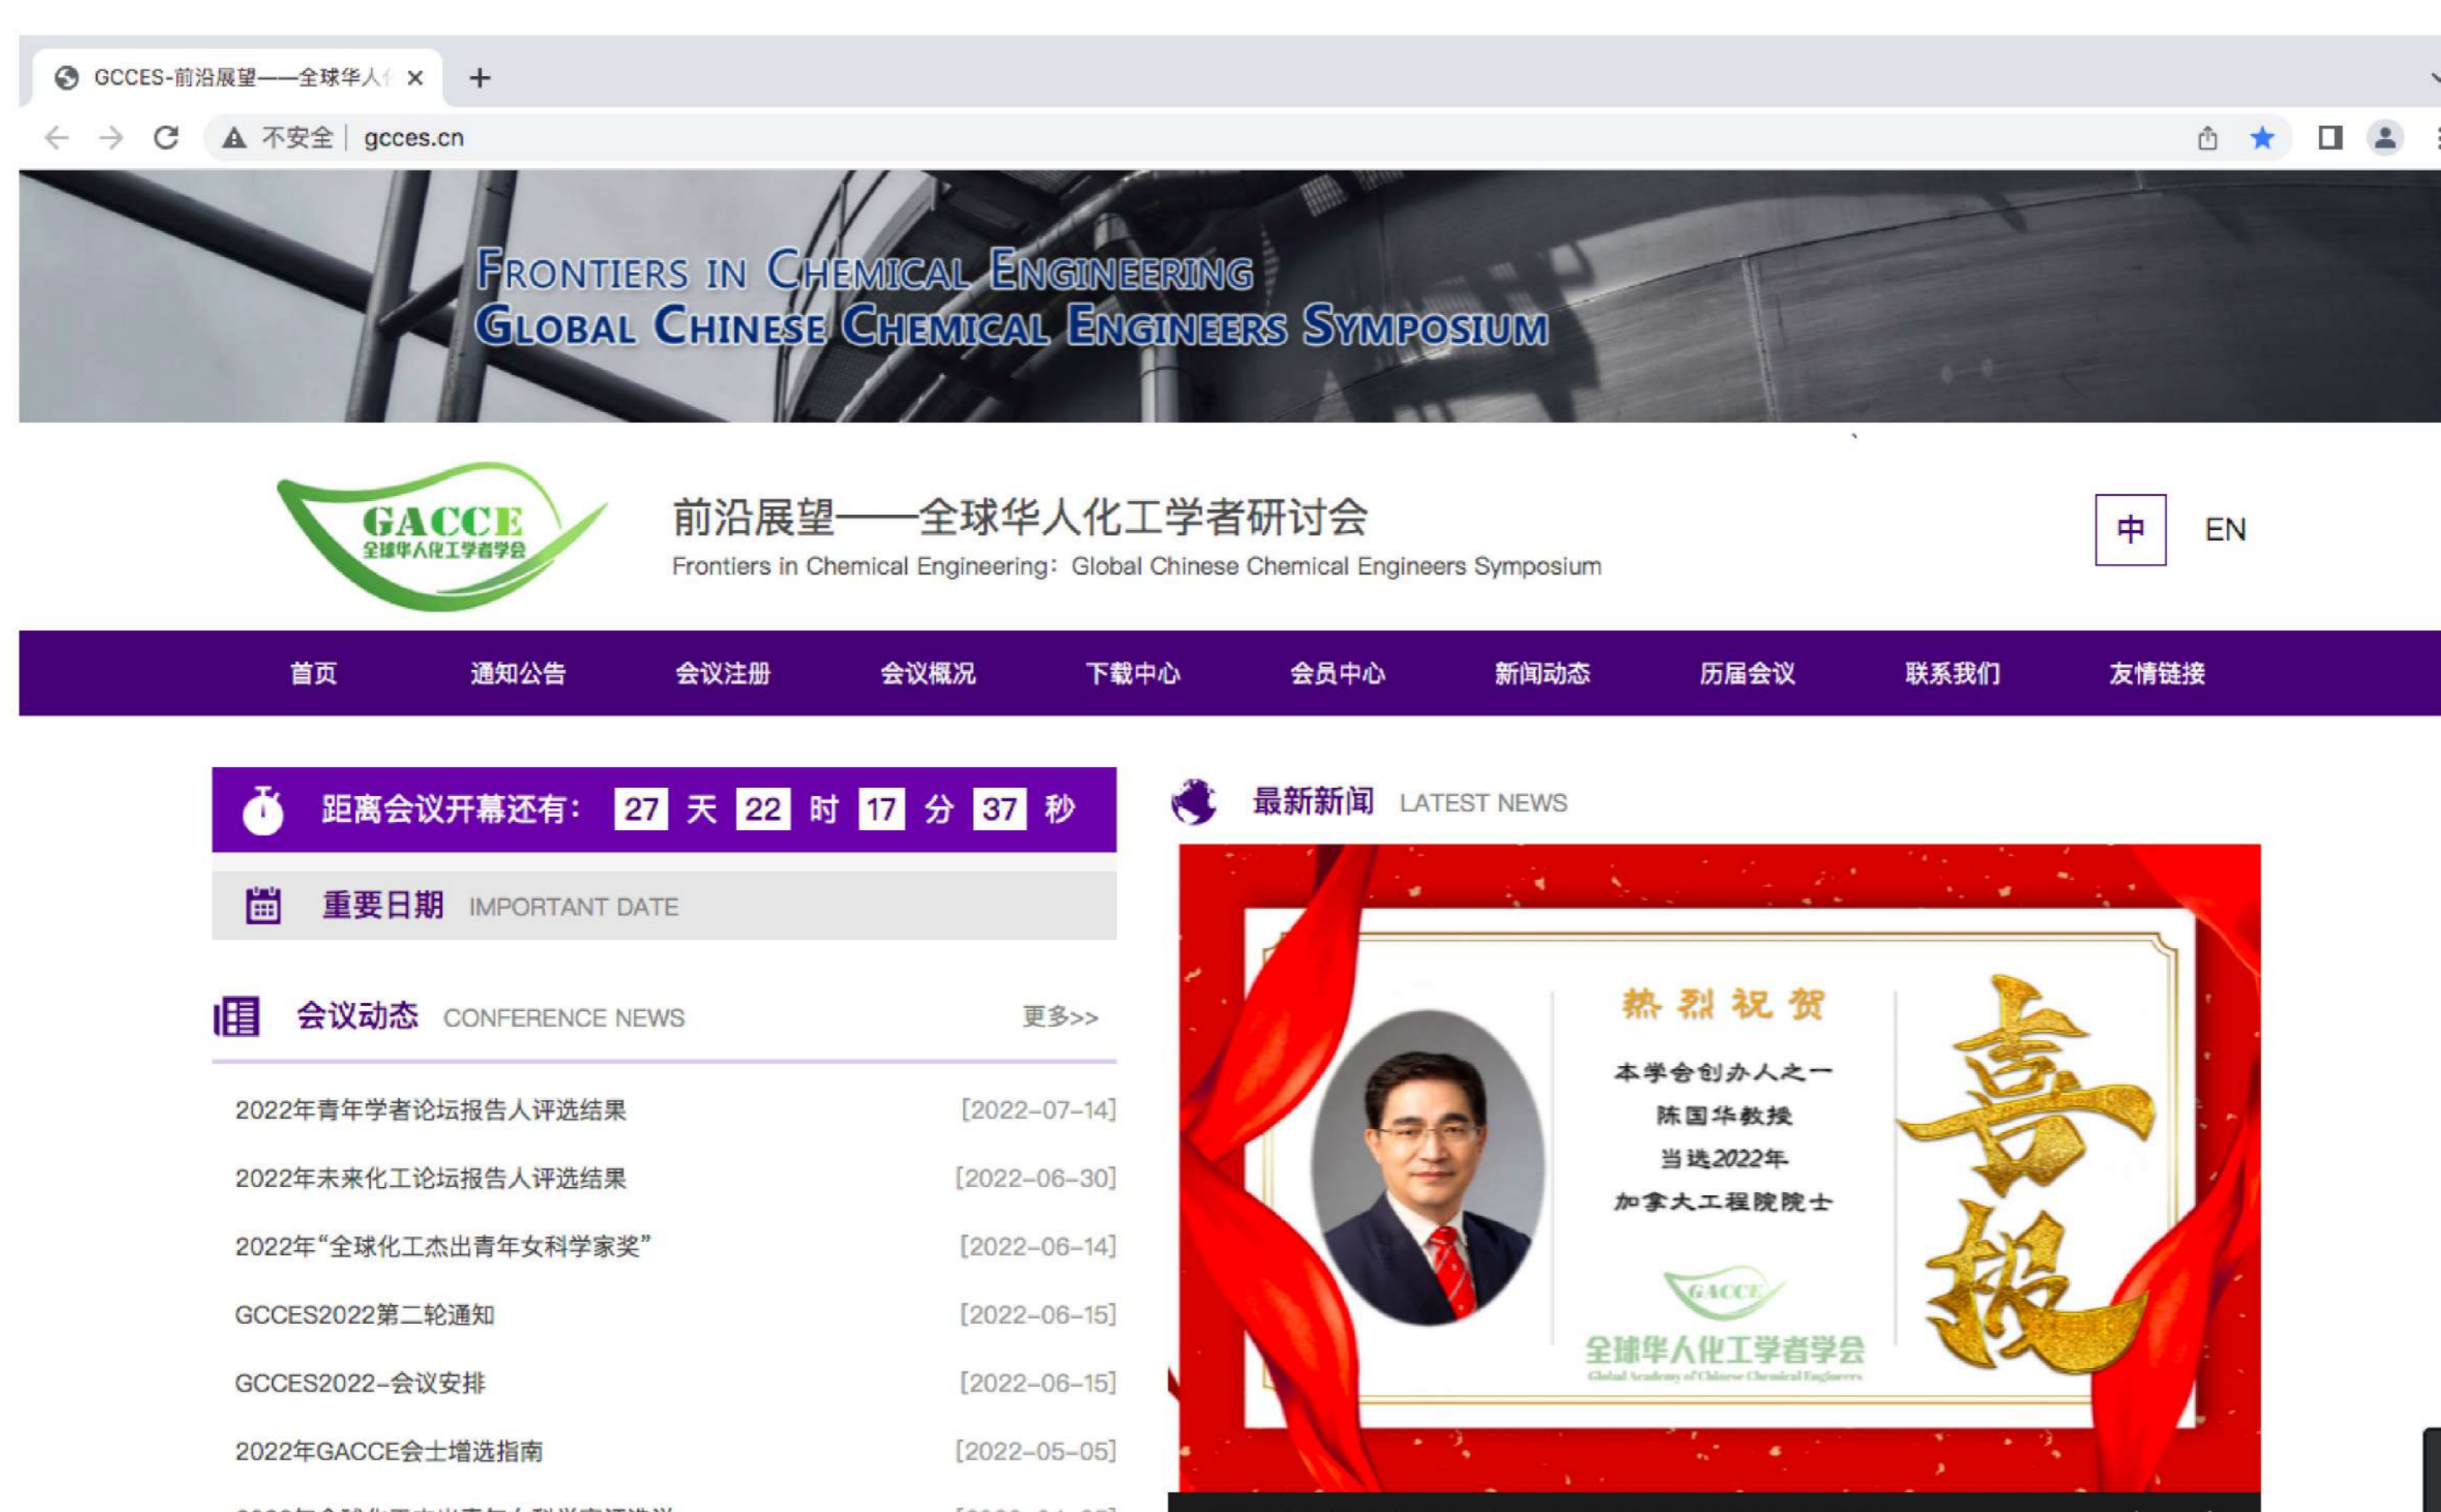 GCCES-前沿展望——全球华人
不安全 gcces.cn
FRONTIERS IN CHEMICAL ENGINEERING
GLOBAL CHINESE CHEMICAL ENGINEERS SYMPOSIUM
GACCE
全球华人化工学者学会
前沿展望——全球华人化工学者研讨会
Frontiers in Chemical Engineering: Global Chinese Chemical Engineers Symposium
中 EN
首页 通知公告 会议注册 会议概况 下载中心 会员中心 新闻动态 历届会议 联系我们 友情链接
距离会议开幕还有: 27 天 22 时 17 分 37 秒
重要日期 IMPORTANT DATE
会议动态 CONFERENCE NEWS 更多>>
2022年青年学者论坛报告人评选结果 [2022-07-14]
2022年未来化工论坛报告人评选结果 [2022-06-30]
2022年“全球化工杰出青年女科学家奖” [2022-06-14]
GCCES2022第二轮通知 [2022-06-15]
GCCES2022-会议安排 [2022-06-15]
2022年GACCE会士增选指南 [2022-05-05]
最新新闻 LATEST NEWS
热烈祝贺
本学会创办人之一
陈国华教授
当选2022年
加拿大工程院院士
GACCE
全球华人化工学者学会
Global Academy of Chinese Chemical Engineers
喜报